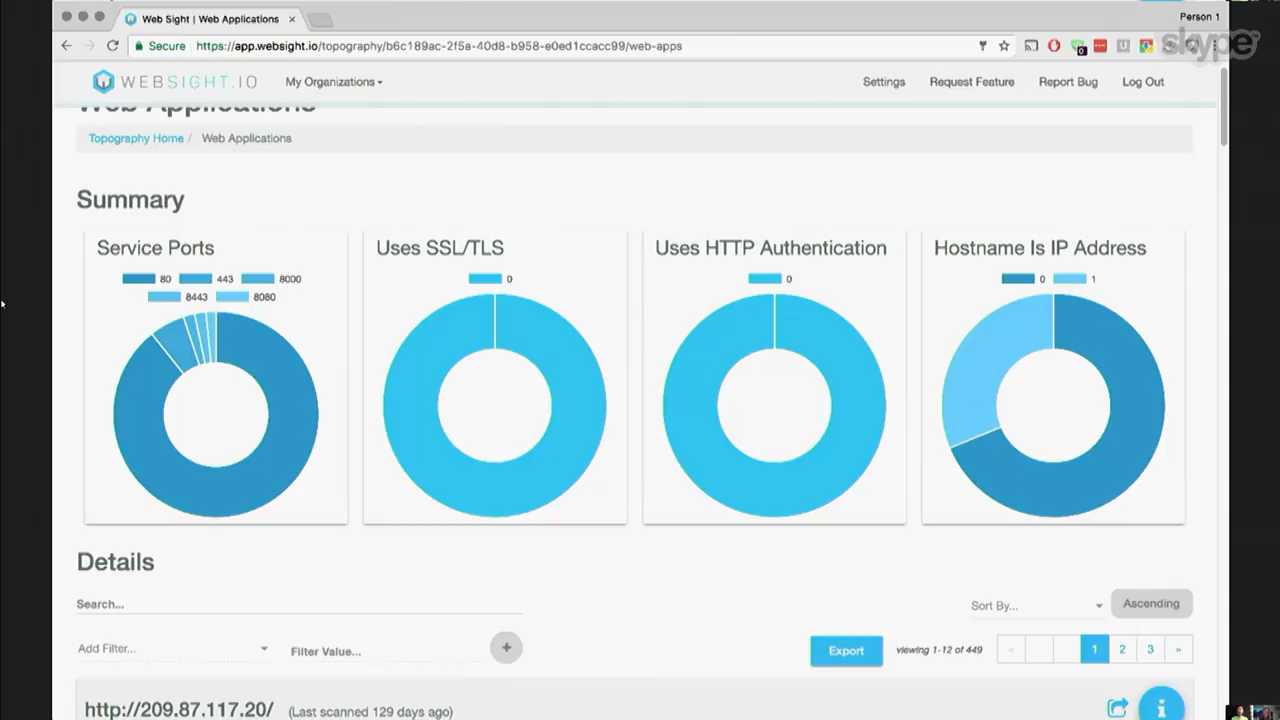 Web Sight | Web Applications
Person 1
Secure https://app.websight.io/topography/b6c189ac-2f5a-40d8-b958-e0ed1ccacc99/web-apps
skype
WEBSIGHT.IO My Organizations Settings Request Feature Report Bug Log Out
Web Applications
Topography Home / Web Applications
Summary
Service Ports
80 443 8000
8443 8080
Uses SSL/TLS
0
Uses HTTP Authentication
0
Hostname Is IP Address
0 1
Details
Search...
Sort By... Ascending
Add Filter... Filter Value... +
Export viewing 1-12 of 449 « 1 2 3 »
http://209.87.117.20/ (Last scanned 129 days ago)